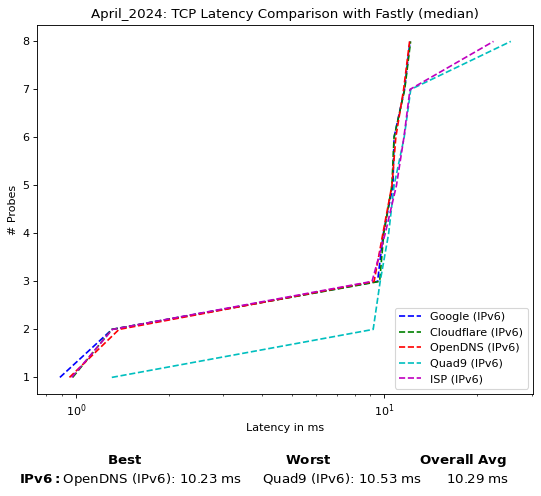 April_2024: TCP Latency Comparison with Fastly (median)
8
7
6
5
4
3
2
1
# Probes
Google (IPv6)
Cloudflare (IPv6)
OpenDNS (IPv6)
Quad9 (IPv6)
ISP (IPv6)
10⁰ 10¹
Latency in ms
Best Worst Overall Avg
IPv6: OpenDNS (IPv6): 10.23 ms Quad9 (IPv6): 10.53 ms 10.29 ms